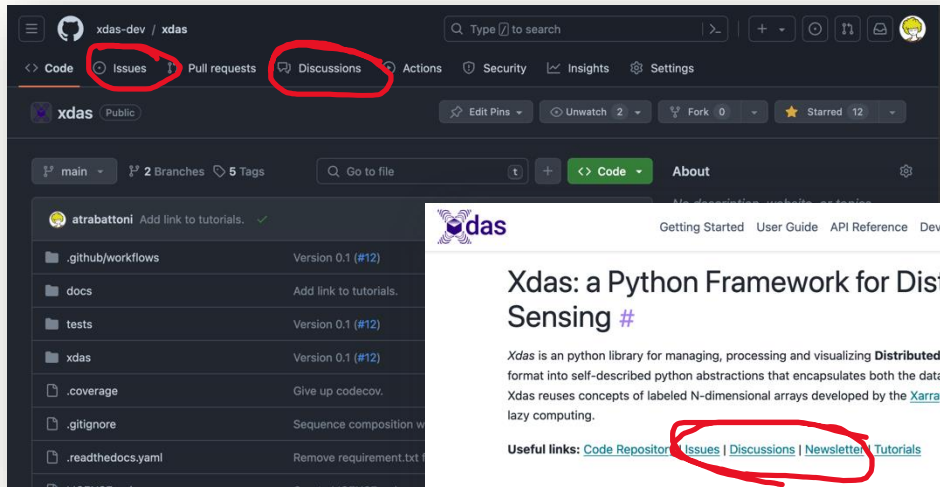 xdas-dev / xdas
Type / to search
Code Issues Pull requests Discussions Actions Security Insights Settings
xdas Public
Edit Pins Unwatch 2 Fork 0 Starred 12
main 2 Branches 5 Tags Go to file t Code About
atrabattoni Add link to tutorials.
.github/workflows Version 0.1 (#12)
docs Add link to tutorials.
tests Version 0.1 (#12)
xdas Version 0.1 (#12)
.coverage Give up codecov.
.gitignore Sequence composition w
.readthedocs.yaml Remove requirement.txt f
Xdas
Getting Started User Guide API Reference Dev
Xdas: a Python Framework for Dist
Sensing #
Xdas is an python library for managing, processing and visualizing Distributed
format into self-described python abstractions that encapsulates both the data
Xdas reuses concepts of labeled N-dimensional arrays developed by the Xarra
lazy computing.
Useful links: Code Repository | Issues | Discussions | Newsletter | Tutorials